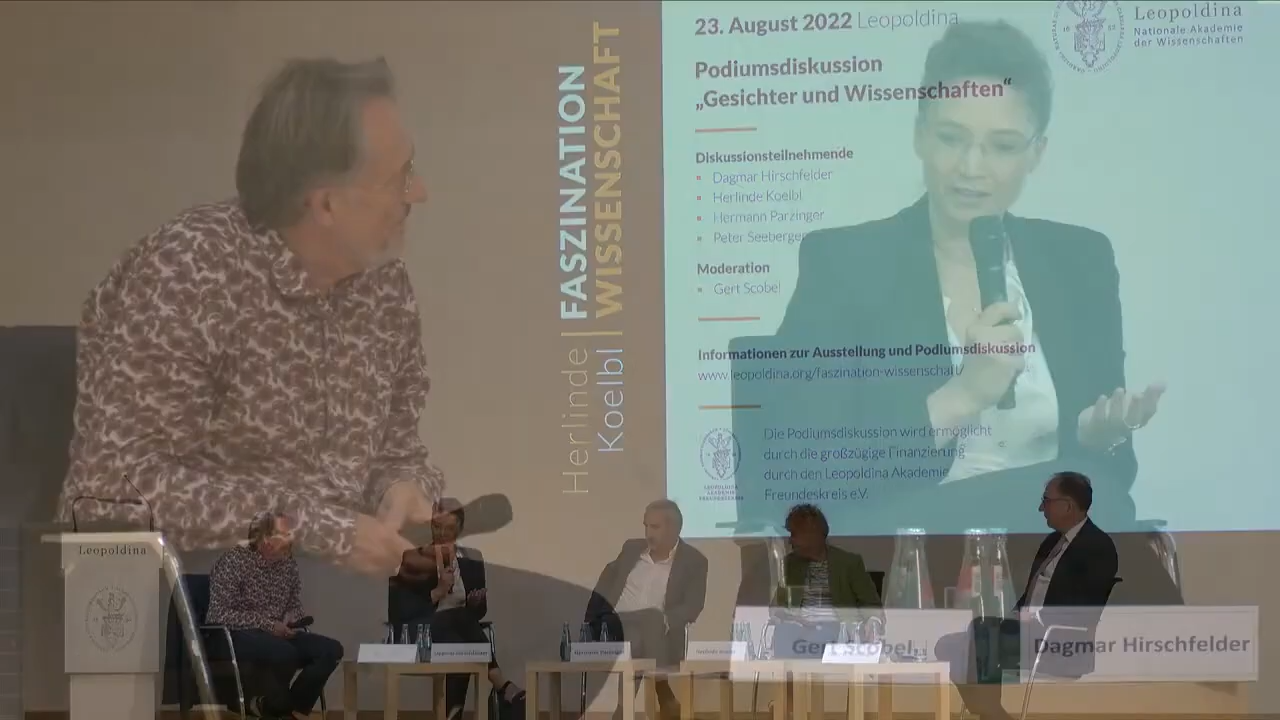 Herlinde | FASZINATION
Koelbl | WISSENSCHAFT
23. August 2022 Leopoldina
Leopoldina
Nationale Akademie
der Wissenschaften
Podiumsdiskussion
„Gesichter und Wissenschaften“
Diskussionsteilnehmende
Dagmar Hirschfelder
Herlinde Koelbl
Hermann Parzinger
Peter Seeberger
Moderation
Gert Scobel
Informationen zur Ausstellung und Podiumsdiskussion
www.leopoldina.org/faszination-wissenschaft/
Die Podiumsdiskussion wird ermöglicht
durch die großzügige Finanzierung
durch den Leopoldina Akademie
Freundeskreis e.V.
Leopoldina
Gert Scobel
Dagmar Hirschfelder